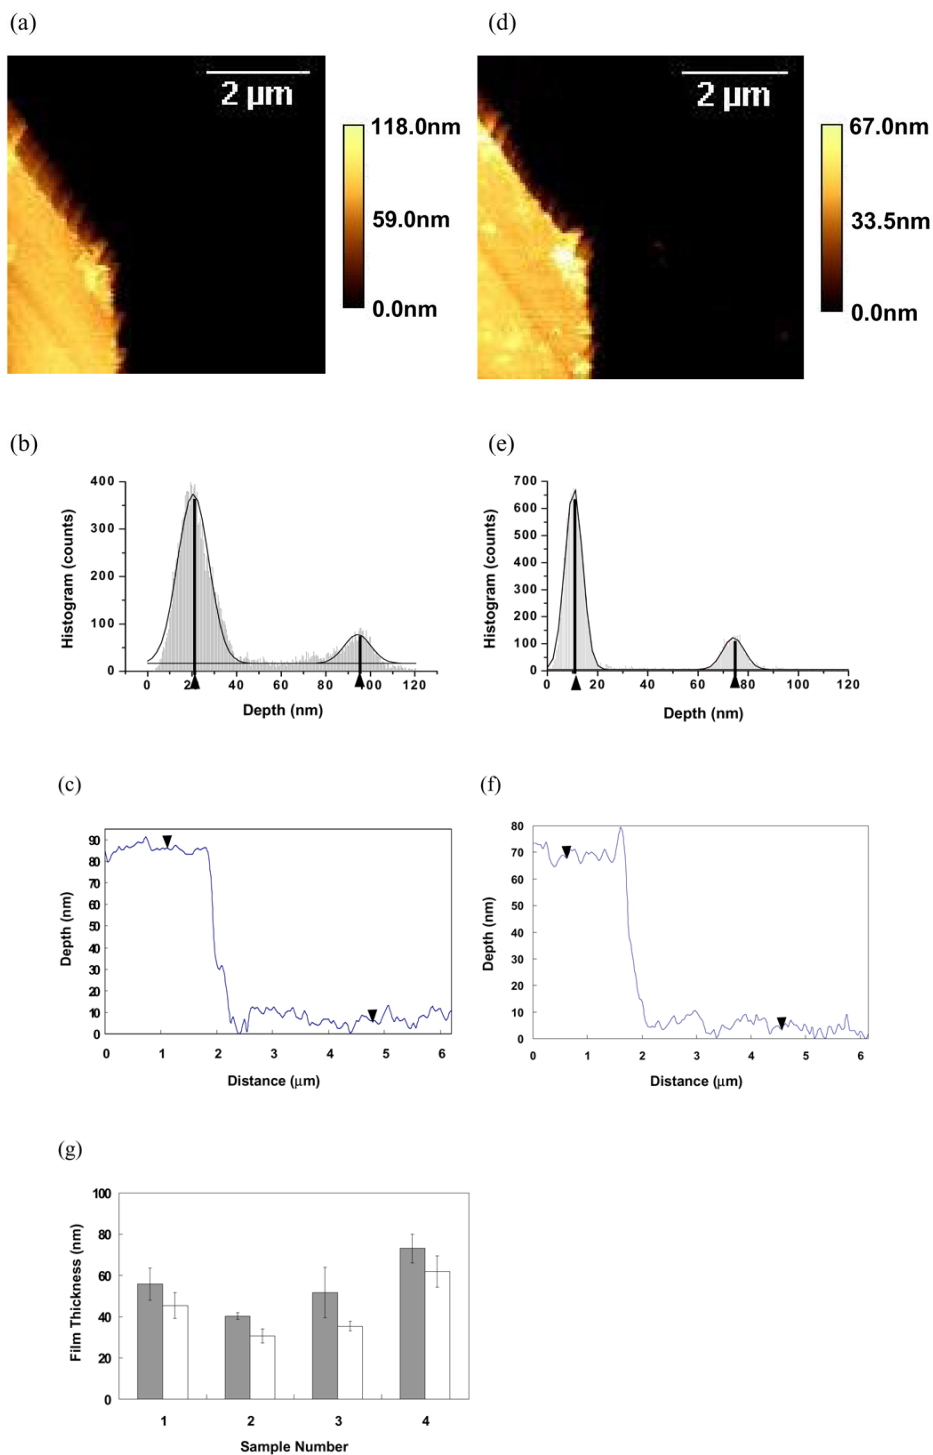 (a)
(d)
2 µm
118.0nm
59.0nm
0.0nm
2 µm
67.0nm
33.5nm
0.0nm
(b)
Histogram (counts)
400
300
200
100
0
0 20 40 60 80 100 120
Depth (nm)
(e)
Histogram (counts)
700
600
500
400
300
200
100
0
0 20 40 60 80 100 120
Depth (nm)
(c)
Depth (nm)
90
80
70
60
50
40
30
20
10
0
0 1 2 3 4 5 6
Distance (µm)
(f)
Depth (nm)
80
70
60
50
40
30
20
10
0
0 1 2 3 4 5 6
Distance (µm)
(g)
Film Thickness (nm)
100
80
60
40
20
0
1 2 3 4
Sample Number